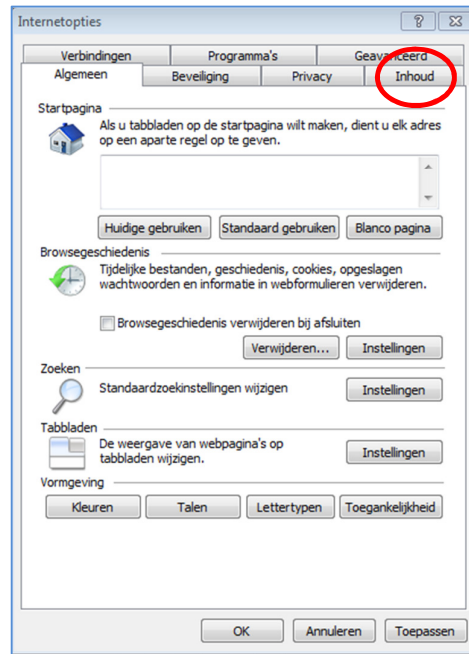 Internetopties
Verbindingen Programma's Geavanceerd
Algemeen Beveiliging Privacy Inhoud
Startpagina
Als u tabbladen op de startpagina wilt maken, dient u elk adres
op een aparte regel op te geven.
Huidige gebruiken Standaard gebruiken Blanco pagina
Browsegeschiedenis
Tijdelijke bestanden, geschiedenis, cookies, opgeslagen
wachtwoorden en informatie in webformulieren verwijderen.
Browsegeschiedenis verwijderen bij afsluiten
Verwijderen... Instellingen
Zoeken
Standaardzoekinstellingen wijzigen Instellingen
Tabbladen
De weergave van webpagina's op
tabbladen wijzigen. Instellingen
Vormgeving
Kleuren Talen Lettertypen Toegankelijkheid
OK Annuleren Toepassen